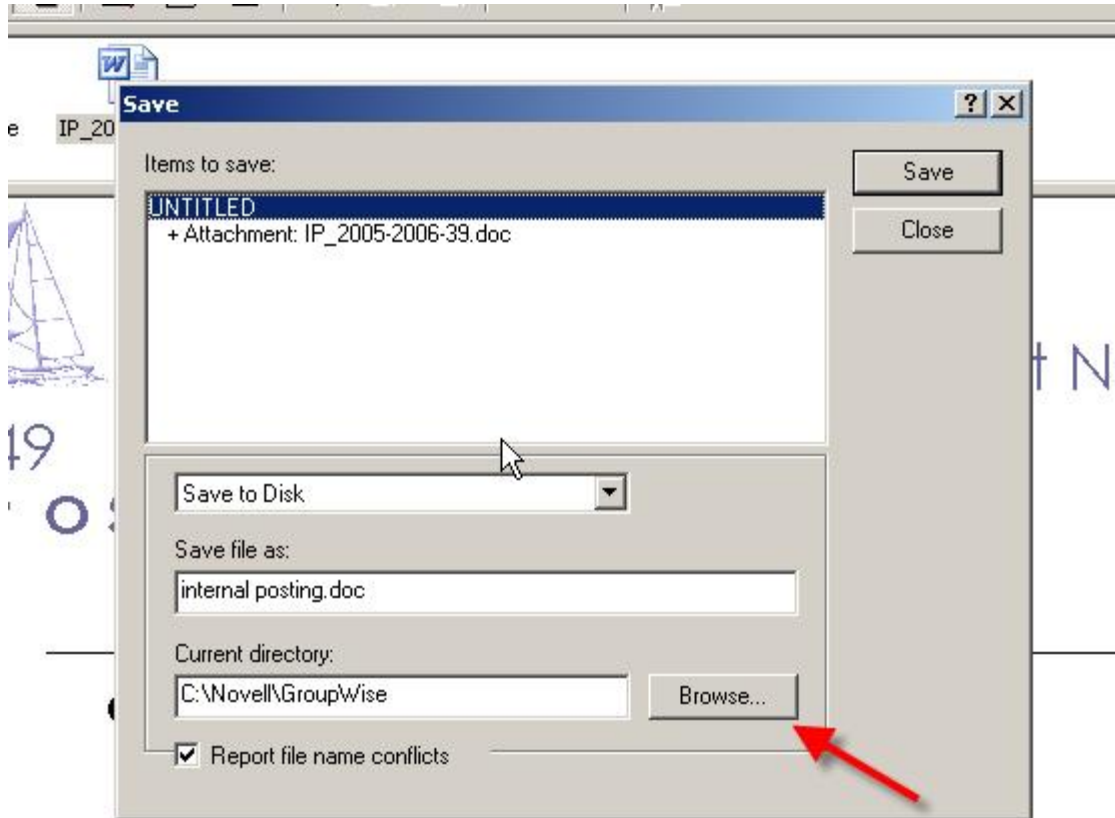 e IP_20
Save
Items to save:
Save
UNTITLED
+ Attachment: IP_2005-2006-39.doc
Close
t N
49
O
Save to Disk
Save file as:
internal posting.doc
Current directory:
C:\Novell\GroupWise
Browse...
Report file name conflicts